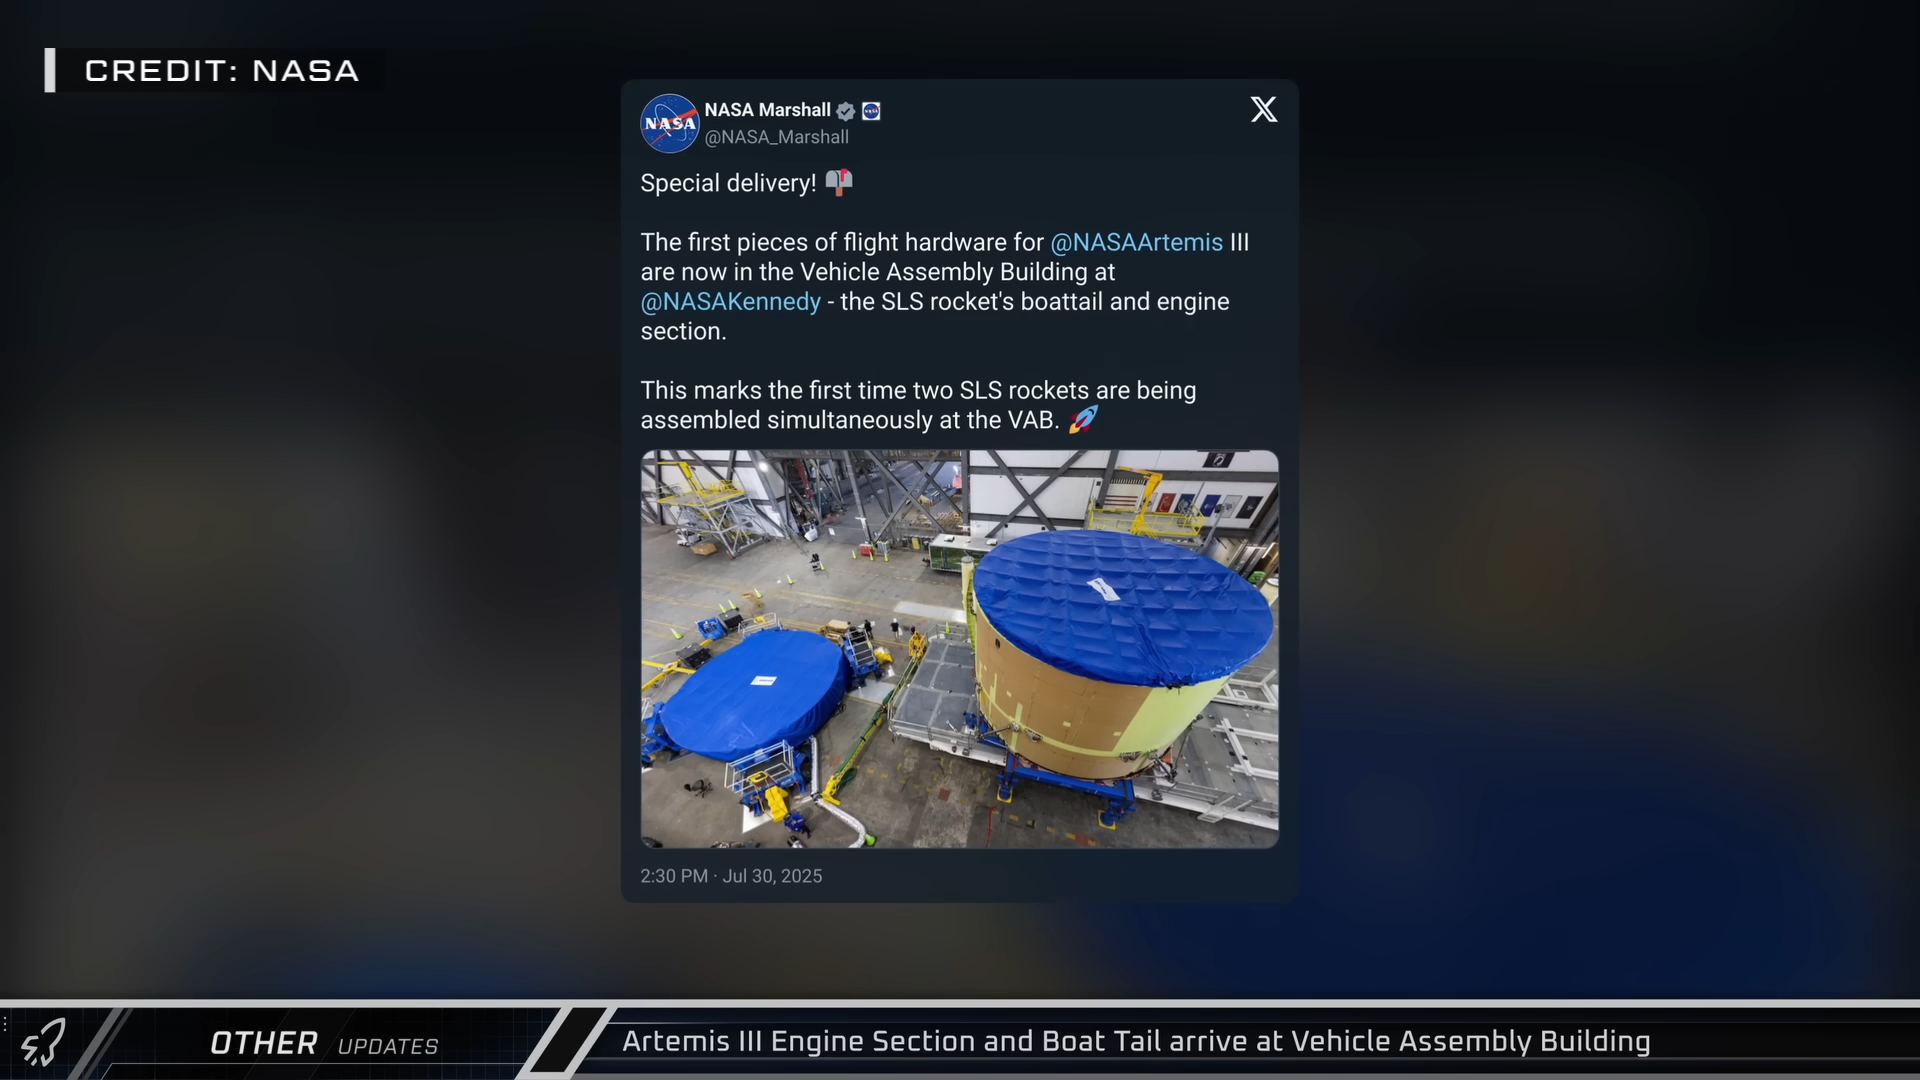 CREDIT: NASA
NASA
NASA Marshall
@NASA_Marshall
Special delivery!
The first pieces of flight hardware for @NASAArtemis III
are now in the Vehicle Assembly Building at
@NASAKennedy - the SLS rocket's boattail and engine
section.
This marks the first time two SLS rockets are being
assembled simultaneously at the VAB.
2:30 PM · Jul 30, 2025
OTHER UPDATES
Artemis III Engine Section and Boat Tail arrive at Vehicle Assembly Building